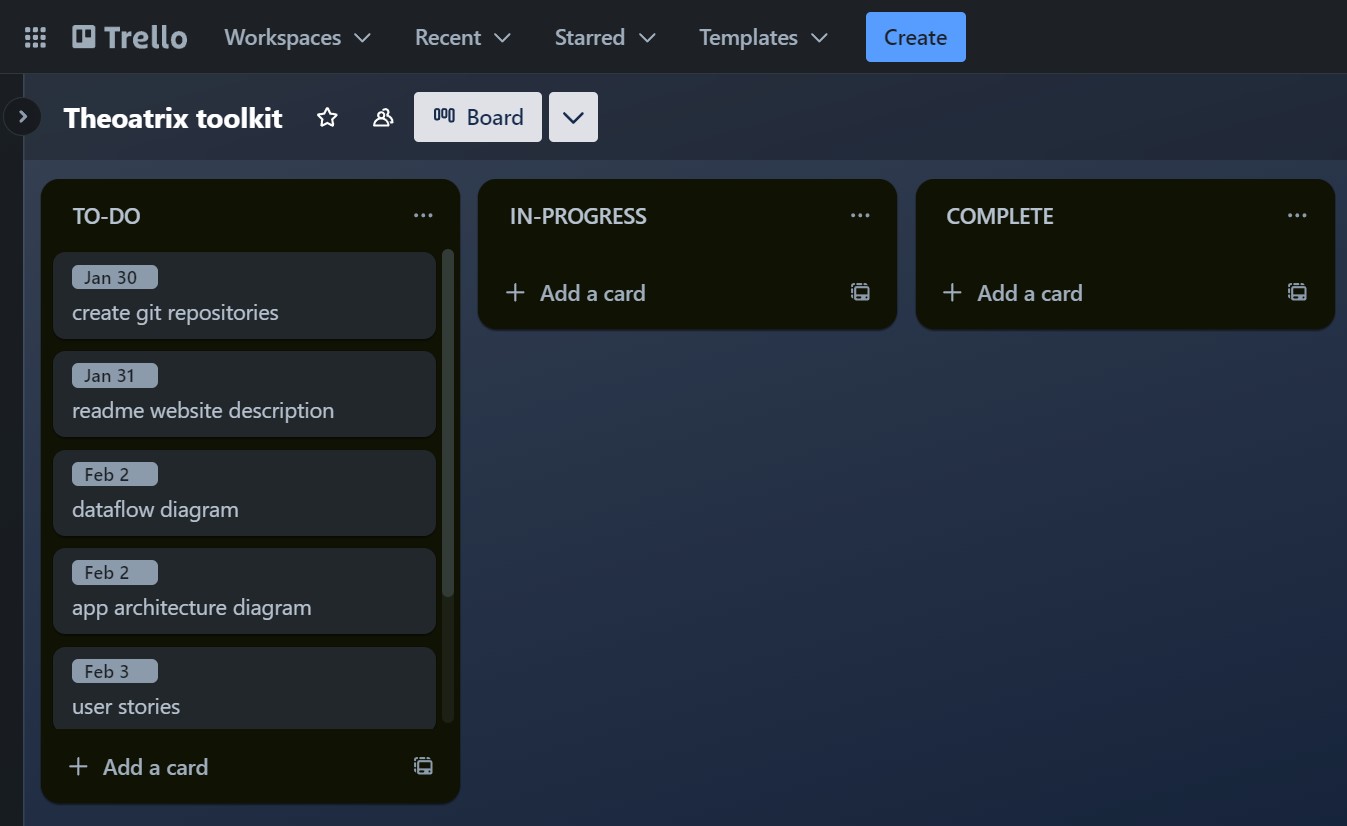 Trello Workspaces Recent Starred Templates Create
Theoatrix toolkit Board
TO-DO
Jan 30
create git repositories
Jan 31
readme website description
Feb 2
dataflow diagram
Feb 2
app architecture diagram
Feb 3
user stories
+ Add a card
IN-PROGRESS
+ Add a card
COMPLETE
+ Add a card